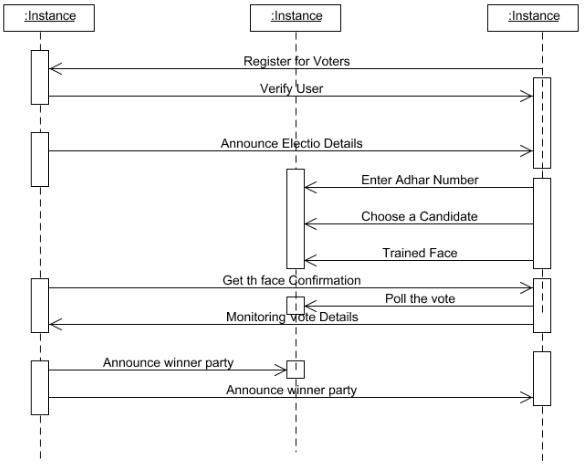 :Instance
:Instance
:Instance
Register for Voters
Verify User
Announce Electio Details
Enter Adhar Number
Choose a Candidate
Trained Face
Get th face Confirmation
Poll the vote
Monitoring Vote Details
Announce winner party
Announce winner party